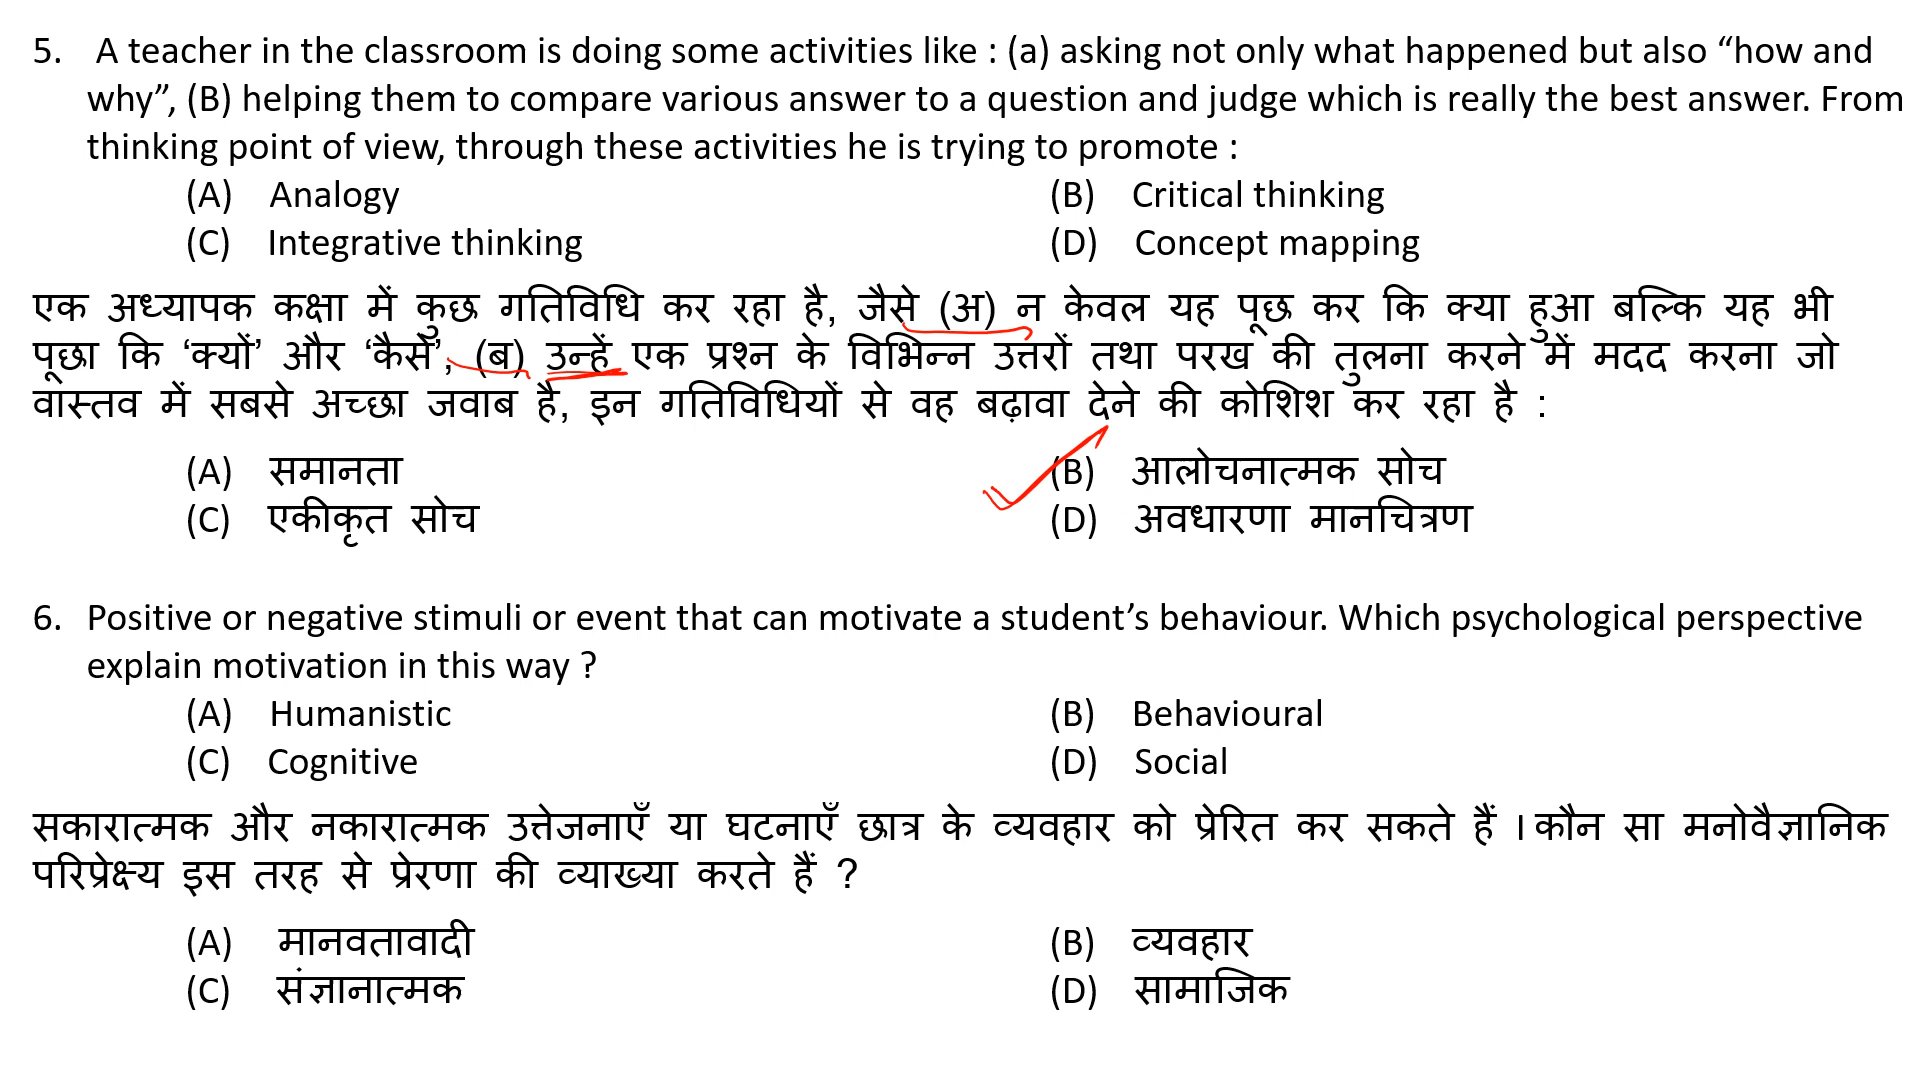 5. A teacher in the classroom is doing some activities like : (a) asking not only what happened but also “how and
why”, (B) helping them to compare various answer to a question and judge which is really the best answer. From
thinking point of view, through these activities he is trying to promote :
(A) Analogy (B) Critical thinking
(C) Integrative thinking (D) Concept mapping
एक अध्यापक कक्षा में कुछ गतिविधि कर रहा है, जैसे (अ) न केवल यह पूछ कर कि क्या हुआ बल्कि यह भी
पूछा कि ‘क्यों’ और ‘कैसे’, (ब) उन्हें एक प्रश्न के विभिन्न उत्तरों तथा परख की तुलना करने में मदद करना जो
वास्तव में सबसे अच्छा जवाब है, इन गतिविधियों से वह बढ़ावा देने की कोशिश कर रहा है :
(A) समानता (B) आलोचनात्मक सोच
(C) एकीकृत सोच (D) अवधारणा मानचित्रण
6. Positive or negative stimuli or event that can motivate a student’s behaviour. Which psychological perspective
explain motivation in this way ?
(A) Humanistic (B) Behavioural
(C) Cognitive (D) Social
सकारात्मक और नकारात्मक उत्तेजनाएँ या घटनाएँ छात्र के व्यवहार को प्रेरित कर सकते हैं । कौन सा मनोवैज्ञानिक
परिप्रेक्ष्य इस तरह से प्रेरणा की व्याख्या करते हैं ?
(A) मानवतावादी (B) व्यवहार
(C) संज्ञानात्मक (D) सामाजिक